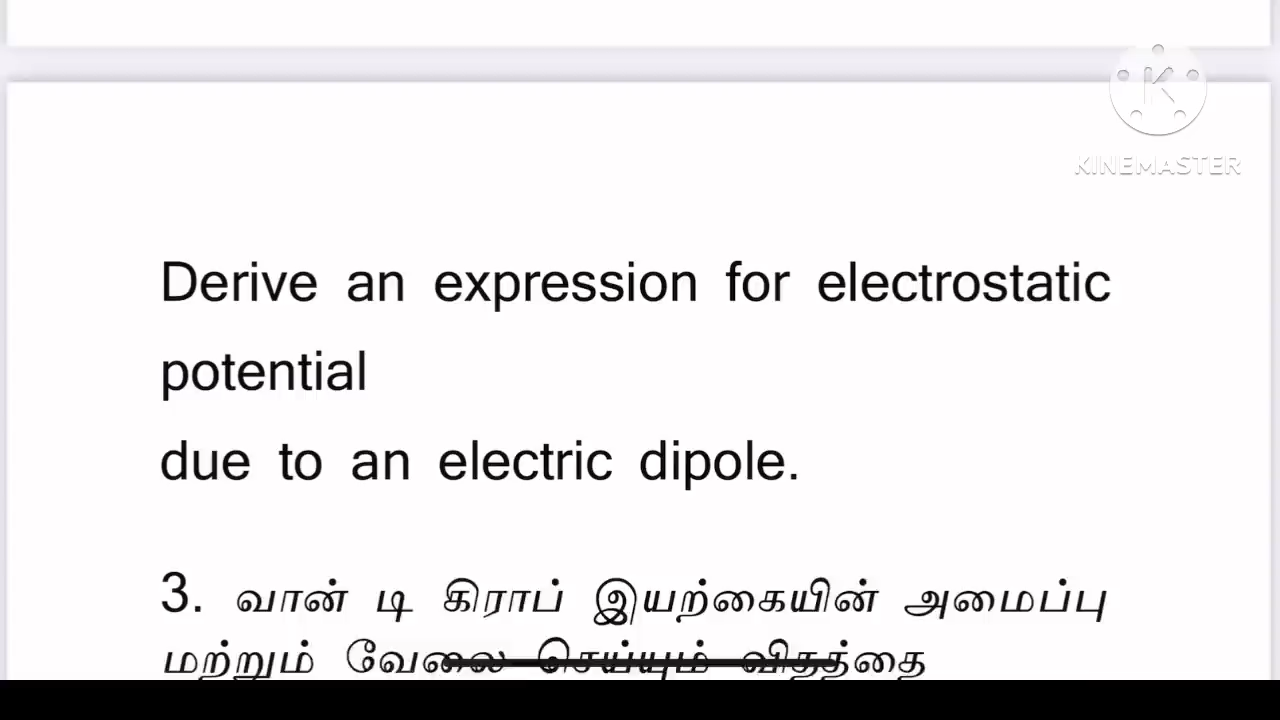 KINEMASTER
Derive an expression for electrostatic
potential
due to an electric dipole.
3. வான் டி கிராப் இயற்கையின் அமைப்பு
மற்றும் வேலை செய்யும் விதத்தை